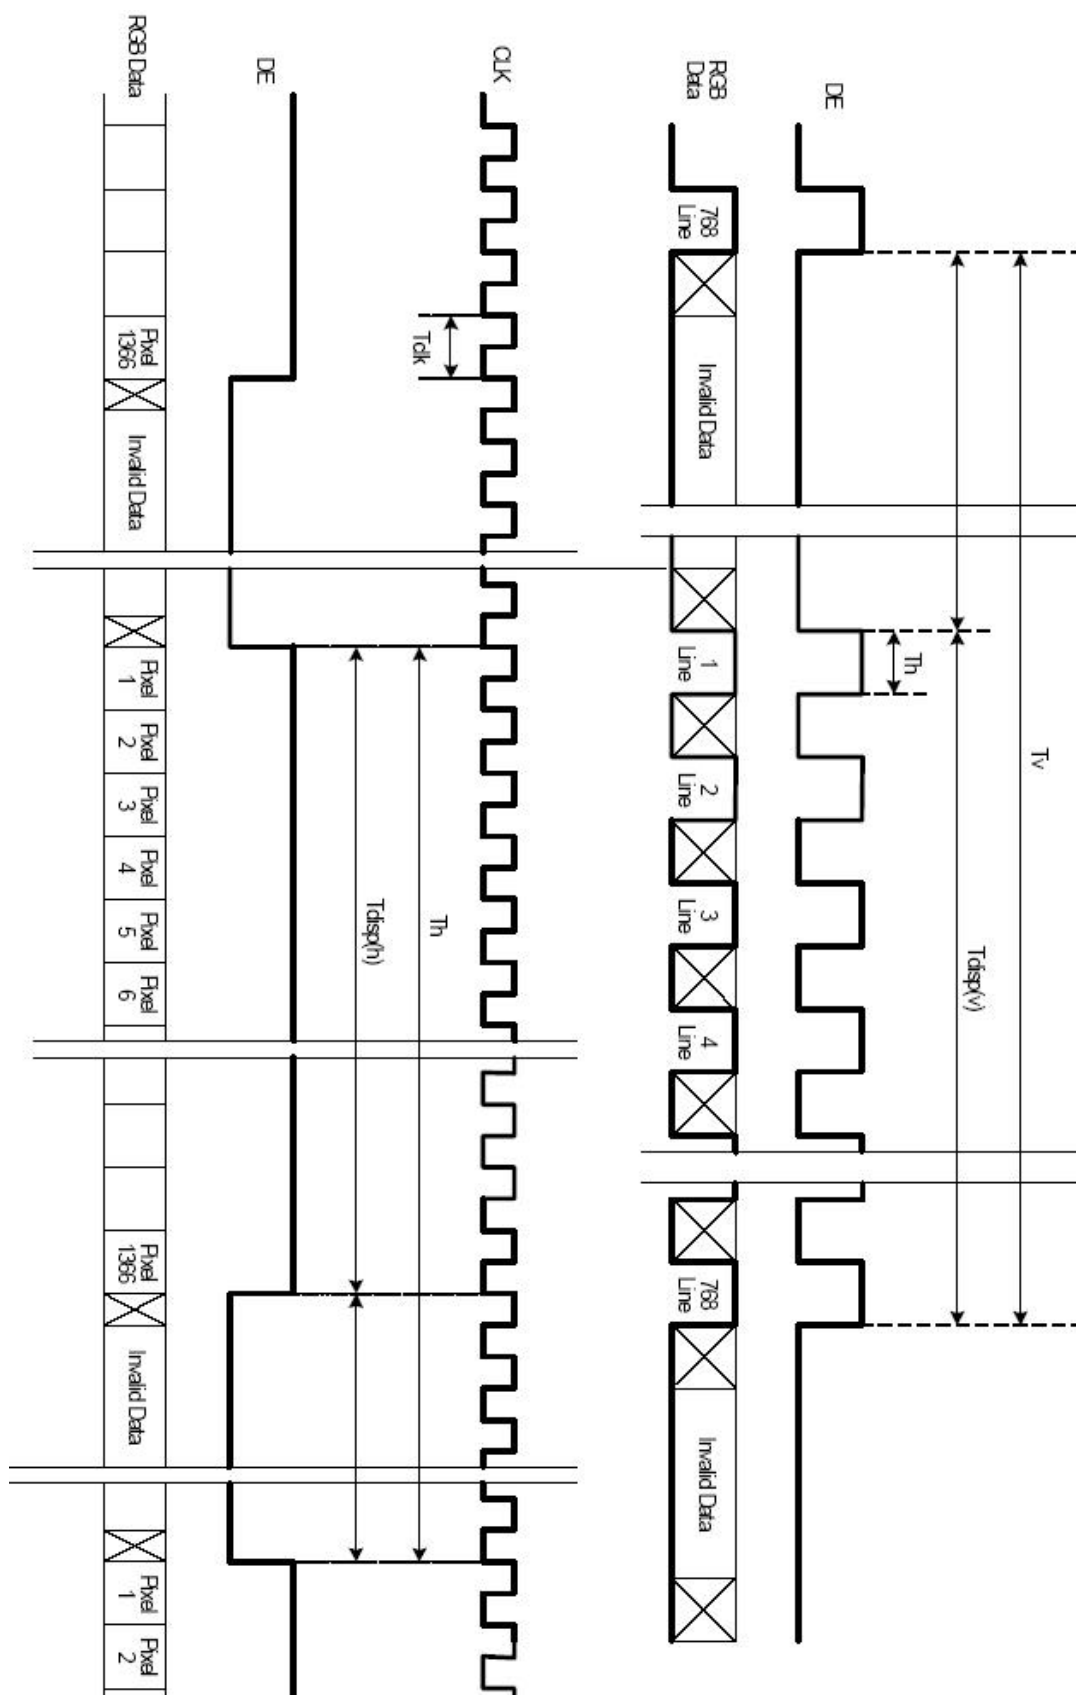 Tv
Tdisp(v)
Th
DE
RGB
Data
768
Line
Invalid Data
1
Line
2
Line
3
Line
4
Line
768
Line
Invalid Data
CLK
Tclk
Th
Tdisp(h)
DE
RGB Data
Pixel
1366
Invalid Data
Pixel
1
Pixel
2
Pixel
3
Pixel
4
Pixel
5
Pixel
6
Pixel
1366
Invalid Data
Pixel
1
Pixel
2